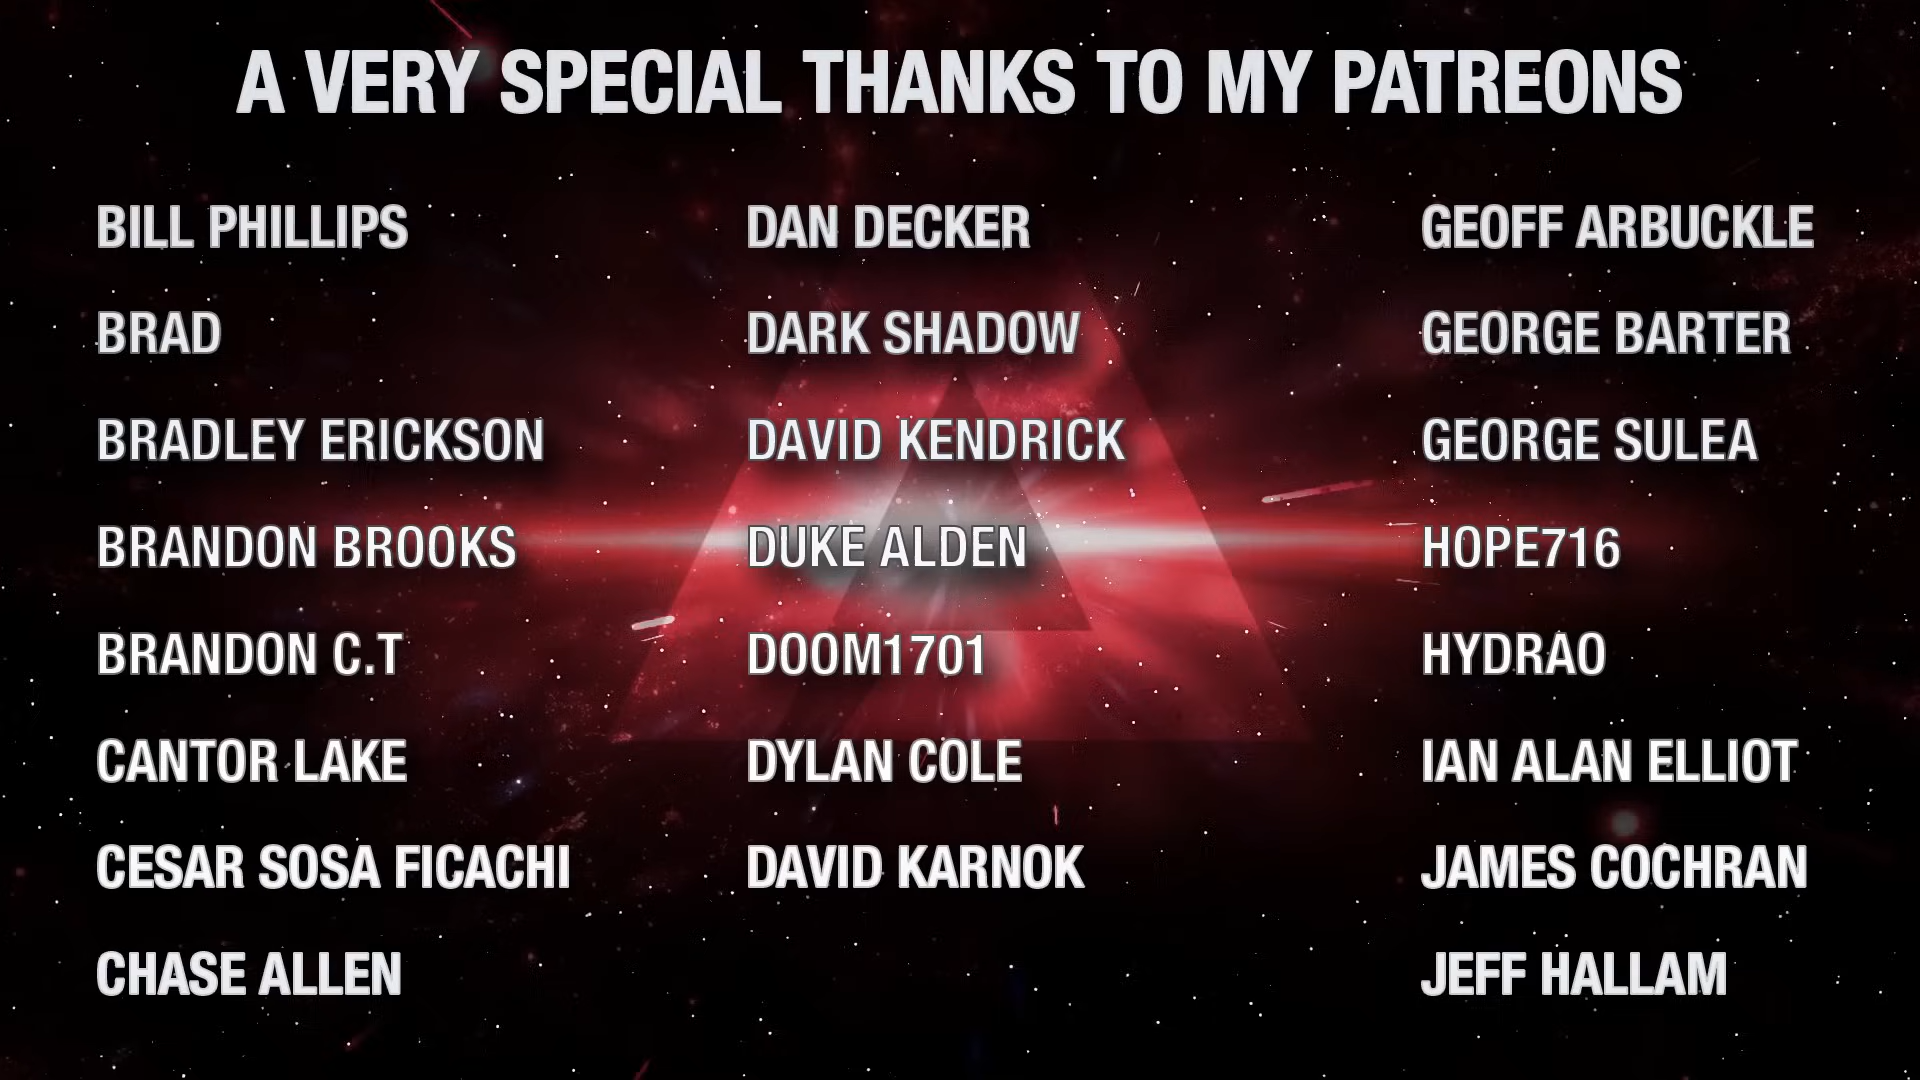 A VERY SPECIAL THANKS TO MY PATREONS
BILL PHILLIPS
BRAD
BRADLEY ERICKSON
BRANDON BROOKS
BRANDON C.T
CANTOR LAKE
CESAR SOSA FICACHI
CHASE ALLEN
DAN DECKER
DARK SHADOW
DAVID KENDRICK
DUKE ALDEN
DOOM1701
DYLAN COLE
DAVID KARNOK
GEOFF ARBUCKLE
GEORGE BARTER
GEORGE SULEA
HOPE716
HYDRAO
IAN ALAN ELLIOT
JAMES COCHRAN
JEFF HALLAM